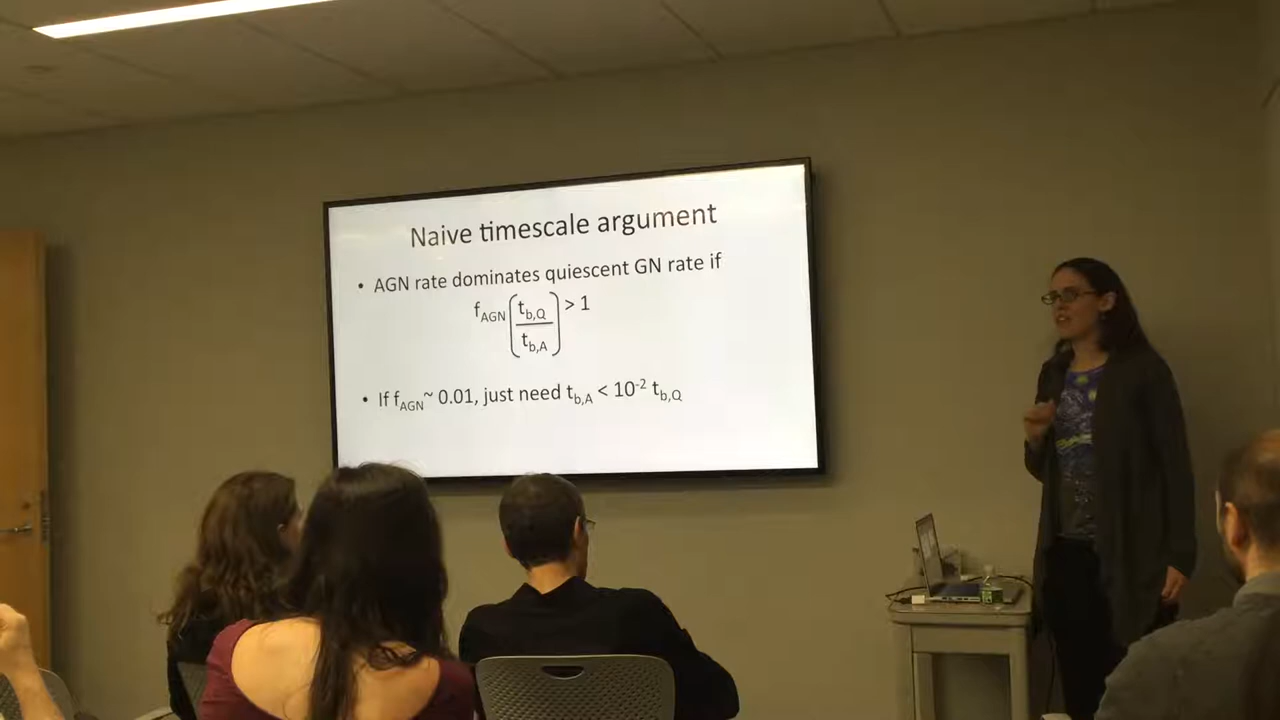 Naive timescale argument
• AGN rate dominates quiescent GN rate if
f_AGN (t_b,Q / t_b,A) > 1
• If f_AGN ~ 0.01, just need t_b,A < 10^-2 t_b,Q